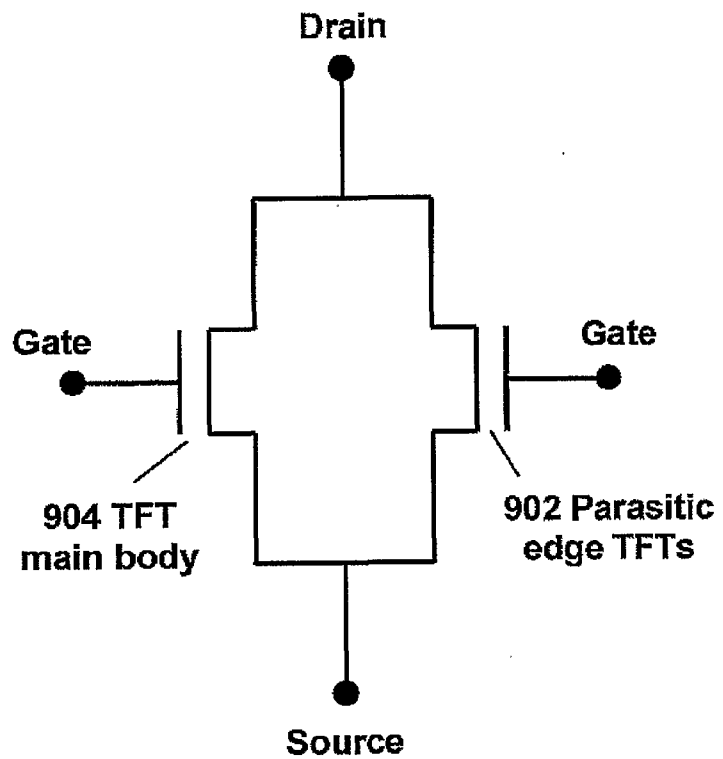 Drain
Gate
Gate
904 TFT
main body
902 Parasitic
edge TFTs
Source